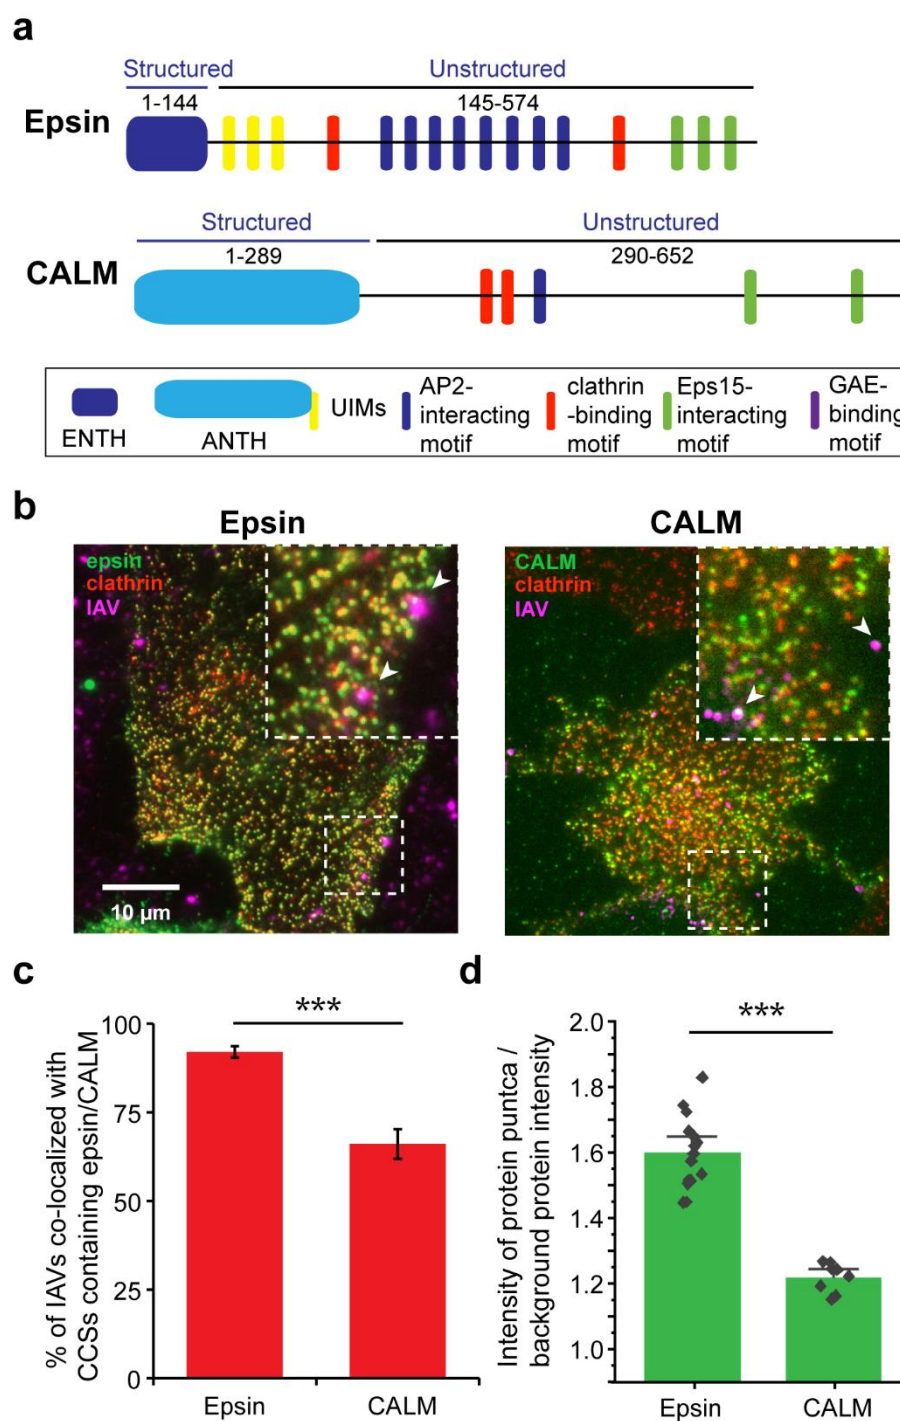 a
Structured
Unstructured
1-144
145-574
Epsin
Structured
Unstructured
1-289
290-652
CALM
ENTH
ANTH
UIMs
AP2-
interacting
motif
clathrin
-binding
motif
Eps15-
interacting
motif
GAE-
binding
motif
b
Epsin
CALM
epsin
clathrin
IAV
10 µm
CALM
clathrin
IAV
c
% of IAVs co-localized with
CCSs containing epsin/CALM
100
75
50
25
0
***
Epsin
CALM
d
Intensity of protein puntca /
background protein intensity
2.0
1.8
1.6
1.4
1.2
1.0
***
Epsin
CALM